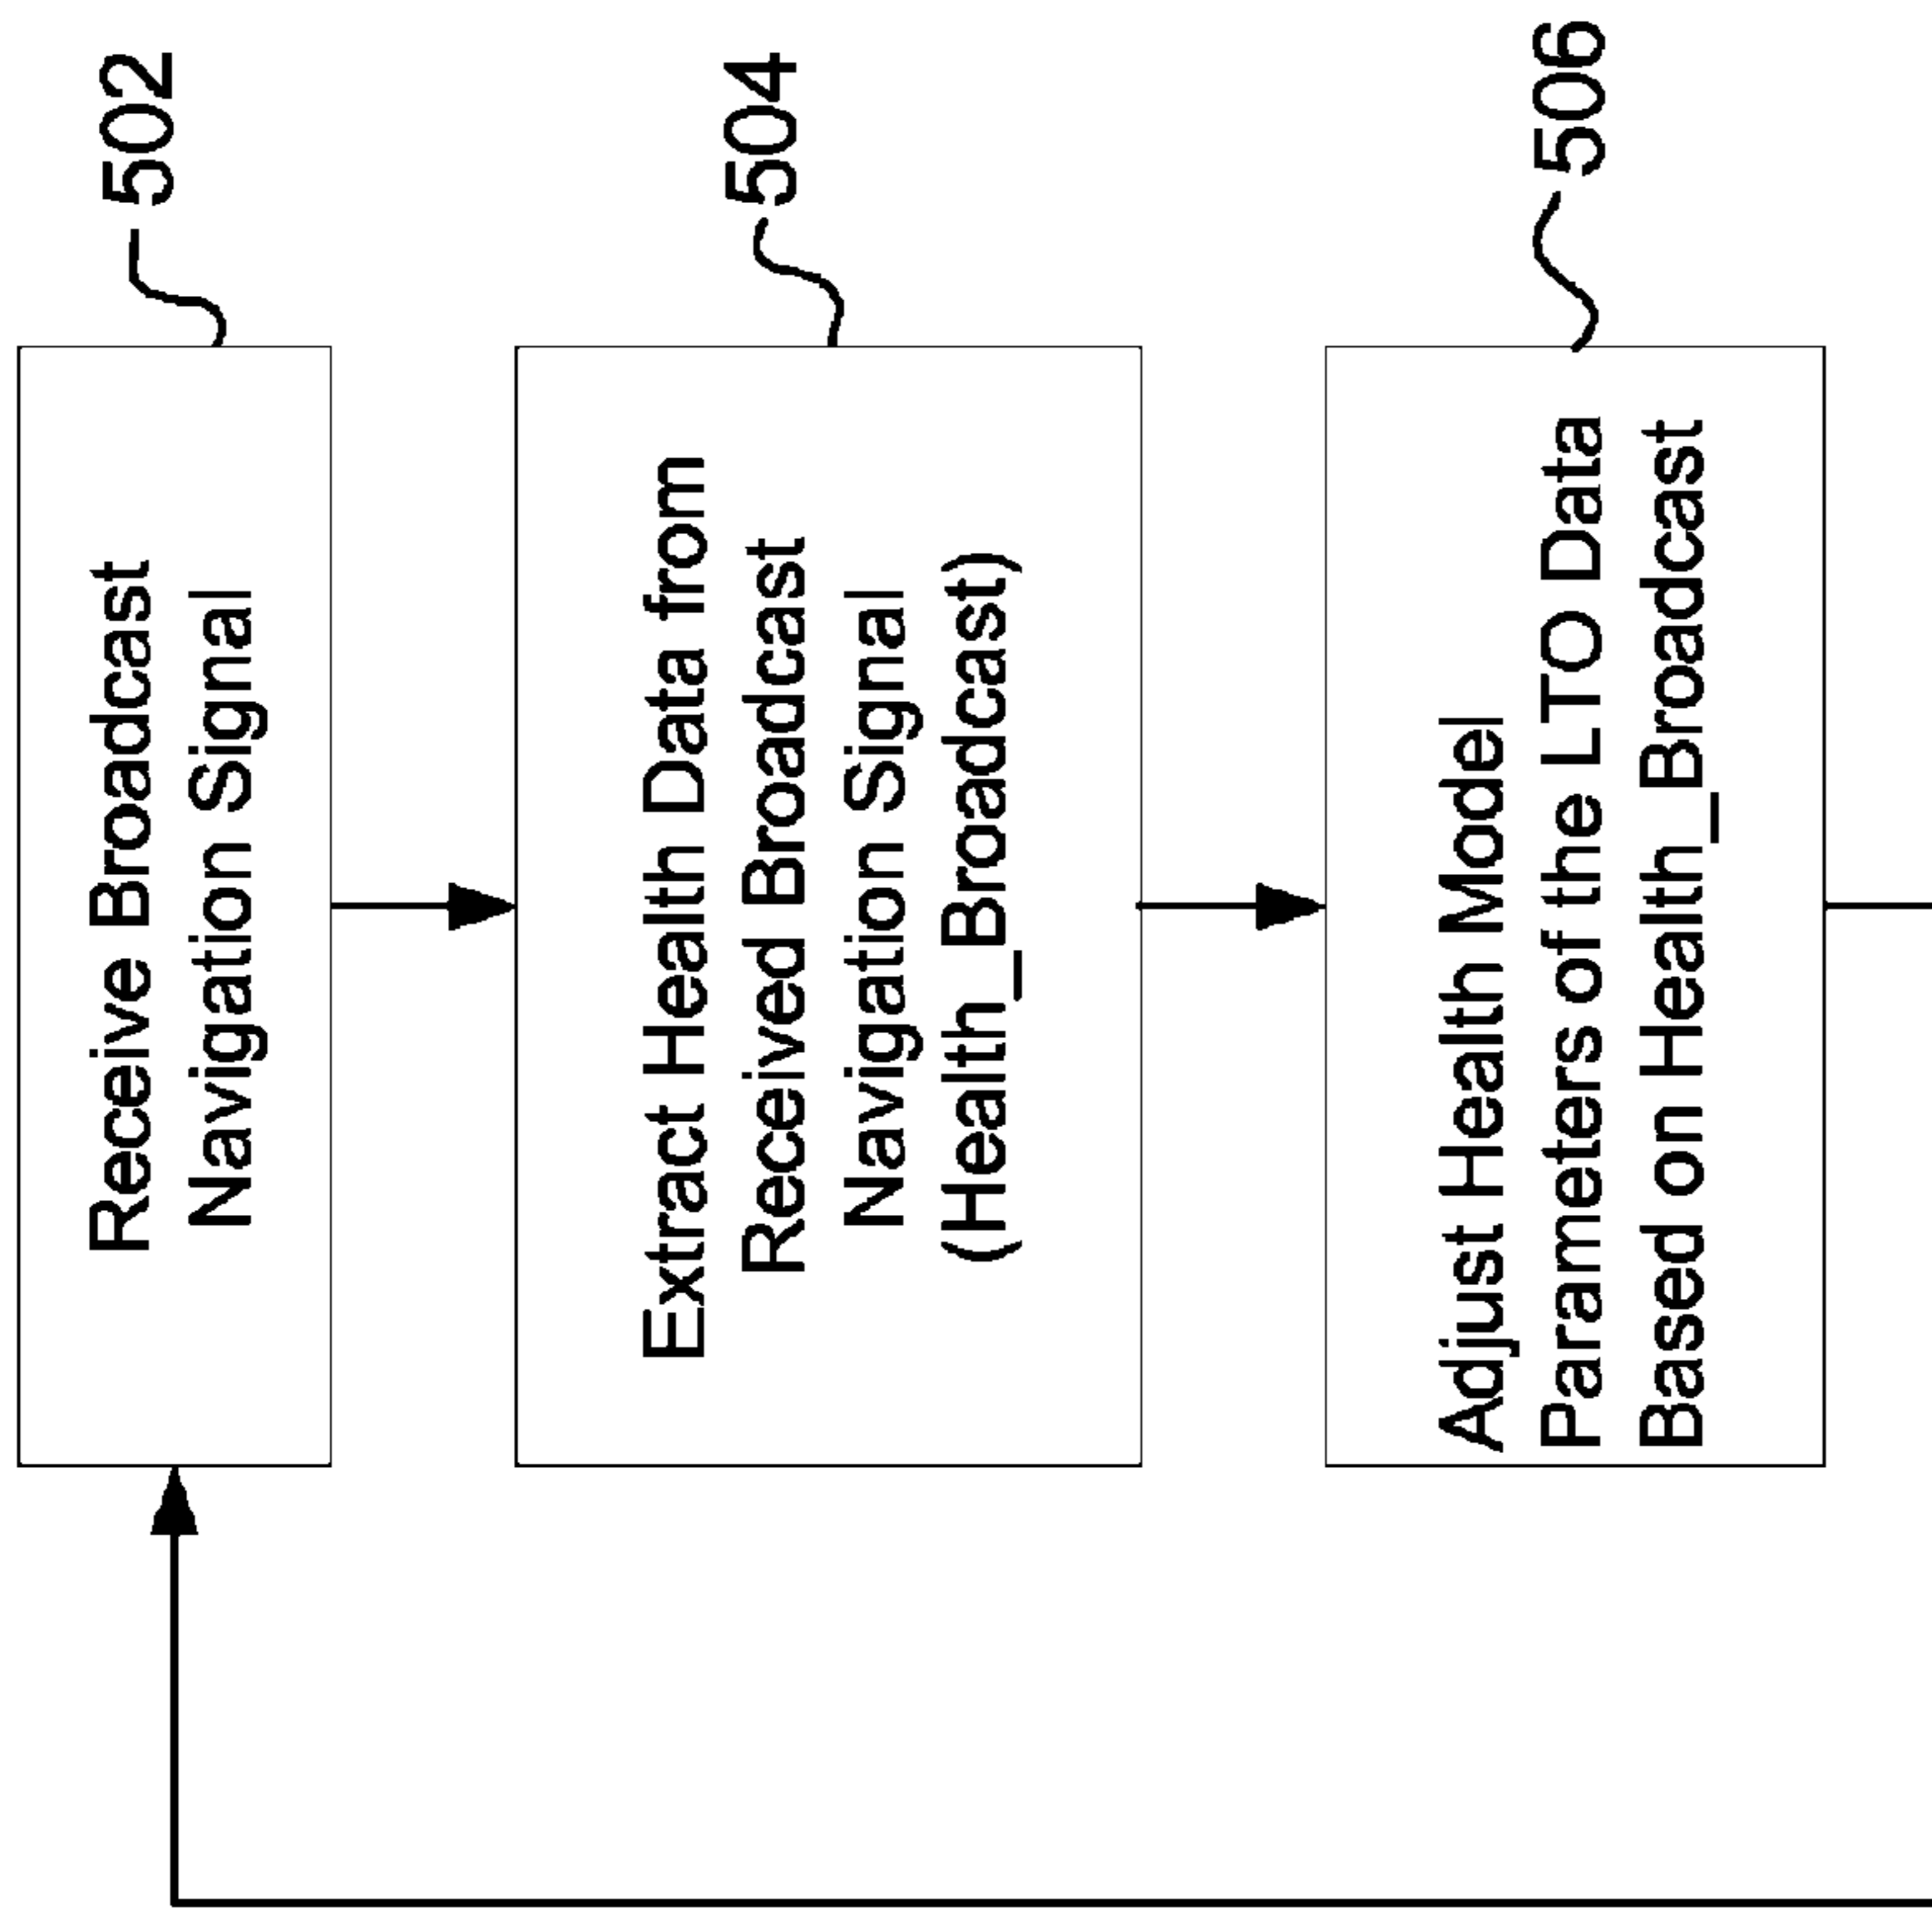 Receive Broadcast
Navigation Signal
502
Extract Health Data from
Received Broadcast
Navigation Signal
(Health_Broadcast)
504
Adjust Health Model
Parameters of the LTO Data
Based on Health_Broadcast
506